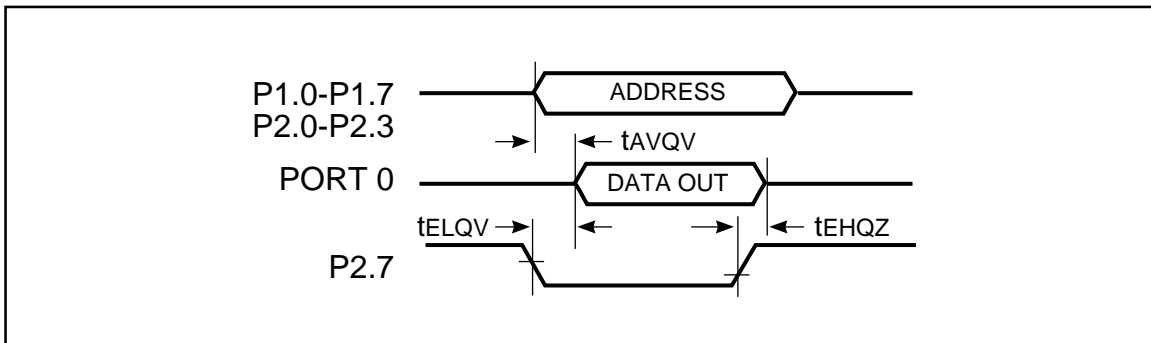 P1.0-P1.7 ADDRESS
P2.0-P2.3
tAVQV
PORT 0 DATA OUT
tELQV tEHQZ
P2.7